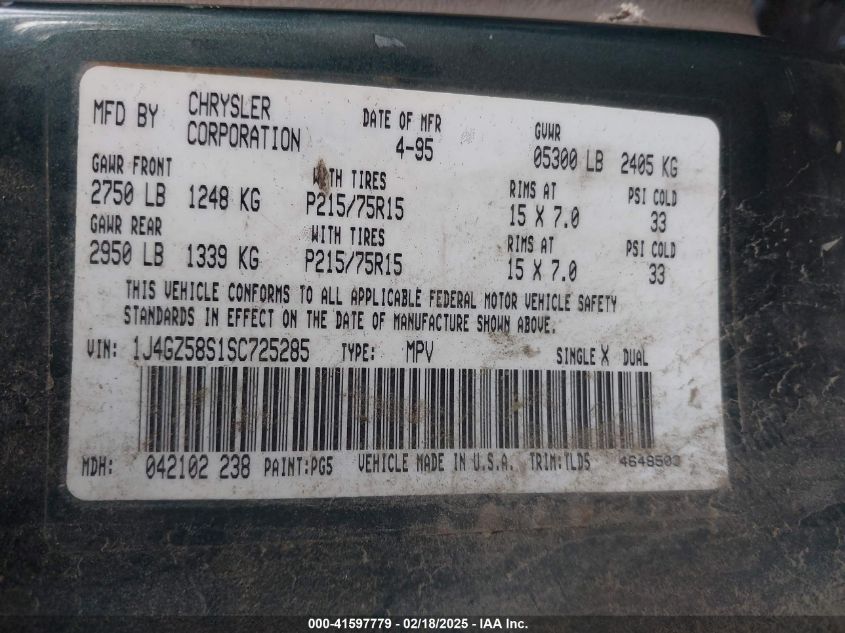 MFD BY CHRYSLER CORPORATION DATE OF MFR 4-95 GVWR 05300 LB 2405 KG
GAWR FRONT WITH TIRES RIMS AT PSI COLD
2750 LB 1248 KG P215/75R15 15 X 7.0 33
GAWR REAR WITH TIRES RIMS AT PSI COLD
2950 LB 1339 KG P215/75R15 15 X 7.0 33
THIS VEHICLE CONFORMS TO ALL APPLICABLE FEDERAL MOTOR VEHICLE SAFETY
STANDARDS IN EFFECT ON THE DATE OF MANUFACTURE SHOWN ABOVE.
VIN: 1J4GZ58S1SC725285 TYPE: MPV SINGLE X DUAL
MDH: 042102 238 PAINT:PG5 VEHICLE MADE IN U.S.A. TRIM:TLD5 4648503
000-41597779 - 02/18/2025 - IAA Inc.